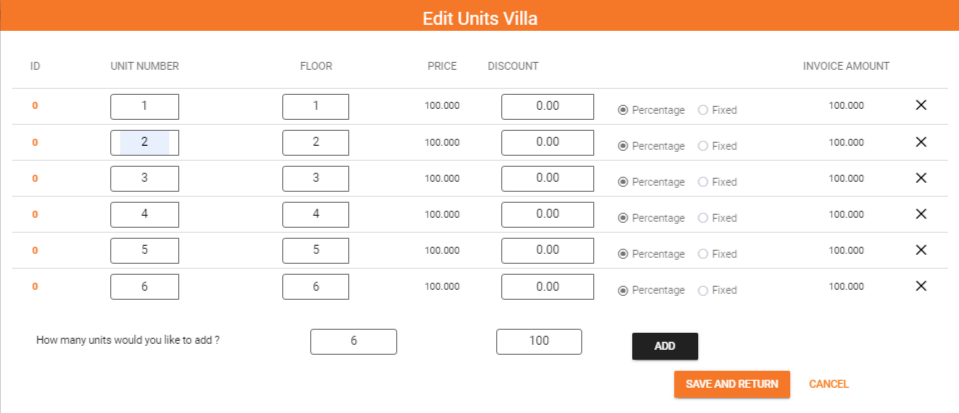 Edit Units Villa
ID UNIT NUMBER FLOOR PRICE DISCOUNT INVOICE AMOUNT
0 1 1 100.000 0.00 Percentage Fixed 100.000
0 2 2 100.000 0.00 Percentage Fixed 100.000
0 3 3 100.000 0.00 Percentage Fixed 100.000
0 4 4 100.000 0.00 Percentage Fixed 100.000
0 5 5 100.000 0.00 Percentage Fixed 100.000
0 6 6 100.000 0.00 Percentage Fixed 100.000
How many units would you like to add ? 6 100 ADD
SAVE AND RETURN CANCEL